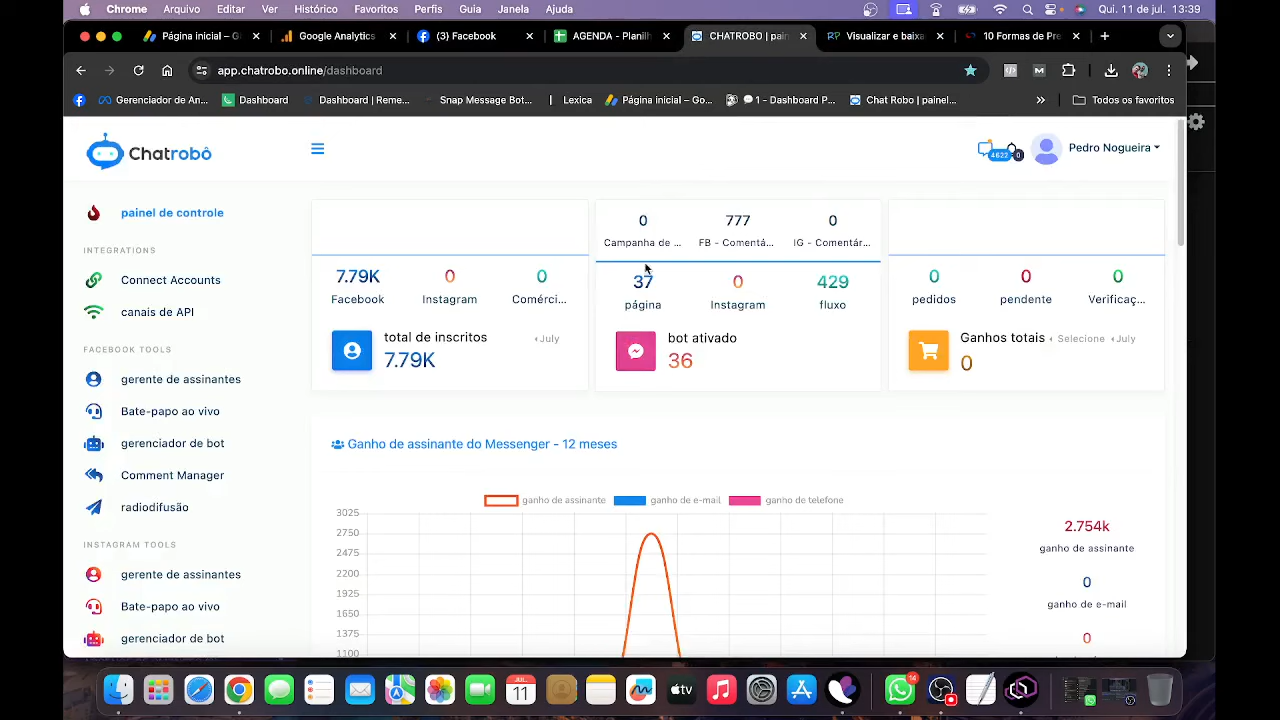 Chrome Arquivo Editar Ver Histórico Favoritos Perfis Guia Janela Ajuda Qui. 11 de jul. 13:39
Página inicial – G Google Analytics (3) Facebook AGENDA - Planilh CHATROBO | pain Visualizar e baixa 10 Formas de Pre
app.chatrobo.online/dashboard
Gerenciador de An... Dashboard Dashboard | Reme... Snap Message Bot... Lexica Página inicial – Go... 1 - Dashboard P... Chat Robo | painel... » Todos os favoritos
Chatrobô
4622 0 Pedro Nogueira
painel de controle
INTEGRATIONS
Connect Accounts
canais de API
FACEBOOK TOOLS
gerente de assinantes
Bate-papo ao vivo
gerenciador de bot
Comment Manager
radiodifusão
INSTAGRAM TOOLS
gerente de assinantes
Bate-papo ao vivo
gerenciador de bot
7.79K 0 0
Facebook Instagram Comérci...
total de inscritos July
7.79K
0 777 0
Campanha de ... FB - Comentá... IG - Comentár...
37 0 429
página Instagram fluxo
bot ativado
36
0 0 0
pedidos pendente Verificaç...
Ganhos totais Selecione July
0
Ganho de assinante do Messenger - 12 meses
ganho de assinante ganho de e-mail ganho de telefone
3025
2750
2475
2200
1925
1650
1375
1100
2.754k
ganho de assinante
0
ganho de e-mail
0
JUL.
11
tv
14